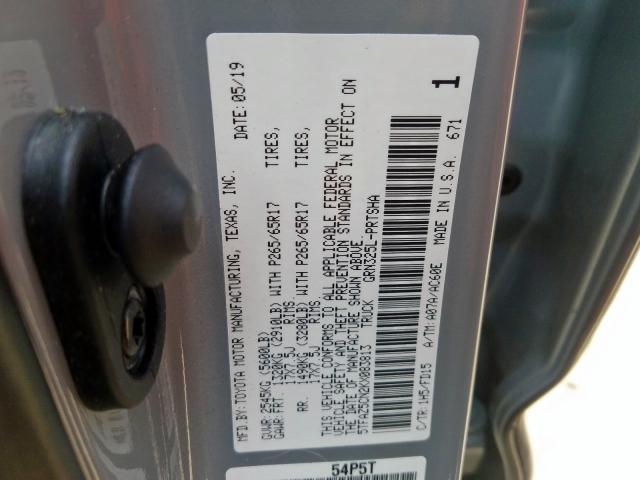 MFD.BY: TOYOTA MOTOR MANUFACTURING, TEXAS, INC. DATE: 05/19
GVWR: 2545KG (5600LB)
GAWR: FRT. 1320KG (2910LB) WITH P265/65R17 TIRES,
17X7.5J RIMS,
RR. 1490KG (3280LB) WITH P265/65R17 TIRES,
17X7.5J RIMS.
THIS VEHICLE CONFORMS TO ALL APPLICABLE FEDERAL MOTOR
VEHICLE SAFETY AND THEFT PREVENTION STANDARDS IN EFFECT ON
THE DATE OF MANUFACTURE SHOWN ABOVE.
5TFAZ5CN2KX083813 TRUCK GRN325L-PRTSHA
C/TR: 1H5/FD15 A/TM: A07A/AC60E MADE IN U.S.A. 671
1
54P5T